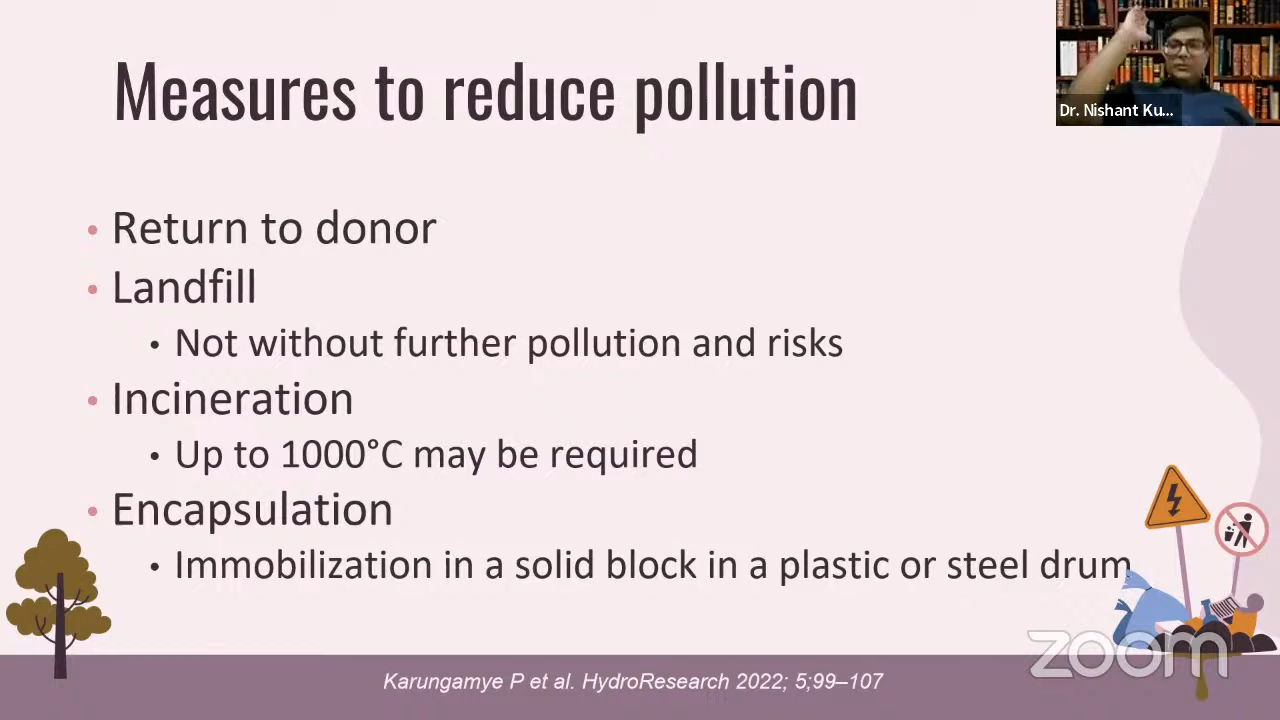 Measures to reduce pollution
Dr. Nishant Ku...
• Return to donor
• Landfill
• Not without further pollution and risks
• Incineration
• Up to 1000°C may be required
• Encapsulation
• Immobilization in a solid block in a plastic or steel drum
zoom
Karungamye P et al. HydroResearch 2022; 5;99–107